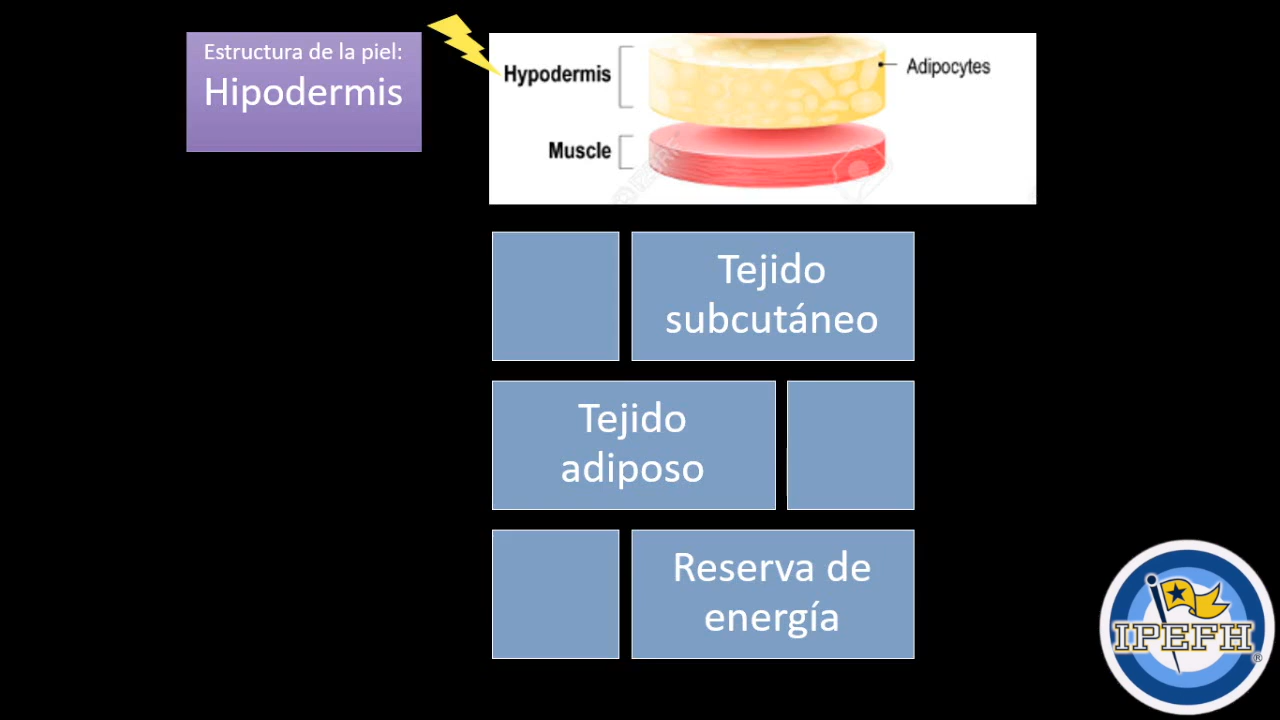 Estructura de la piel:
Hipodermis
Hypodermis
Adipocytes
Muscle
Tejido
subcutáneo
Tejido
adiposo
Reserva de
energía
IPEFH
®